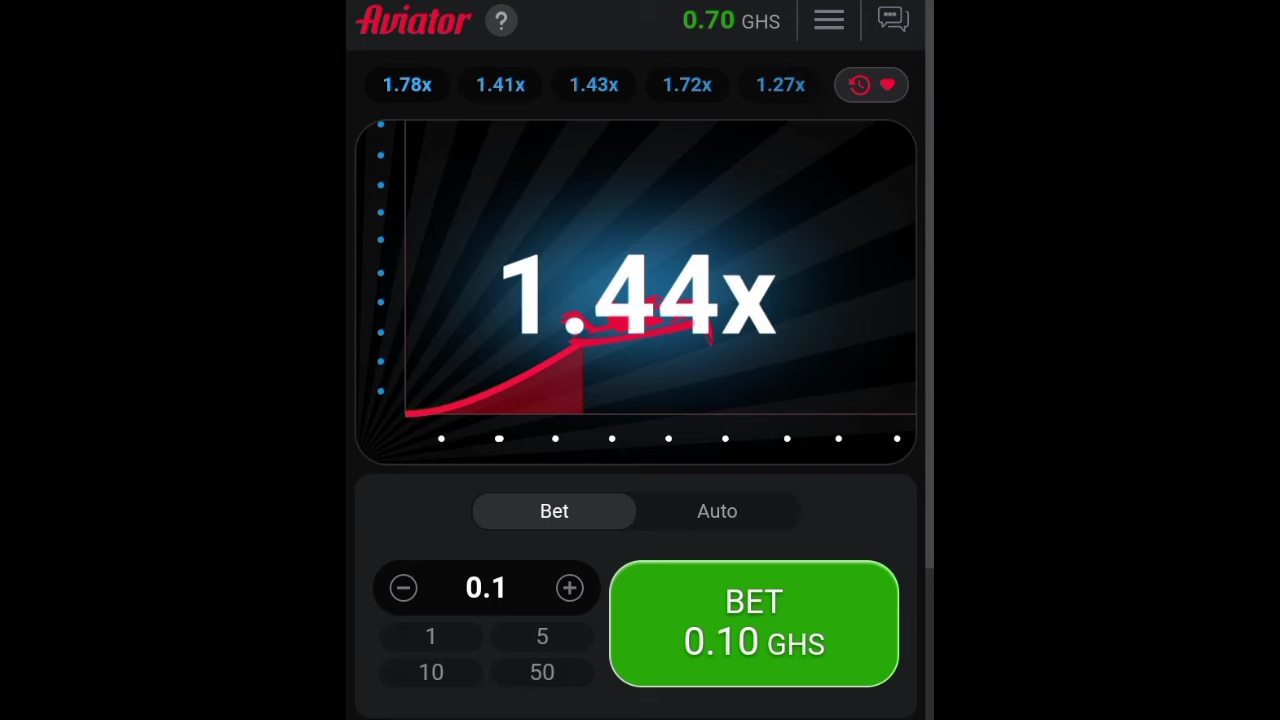 Aviator ? 0.70 GHS
1.78x 1.41x 1.43x 1.72x 1.27x
1.44x
Bet Auto
0.1
1 5
10 50
BET
0.10 GHS